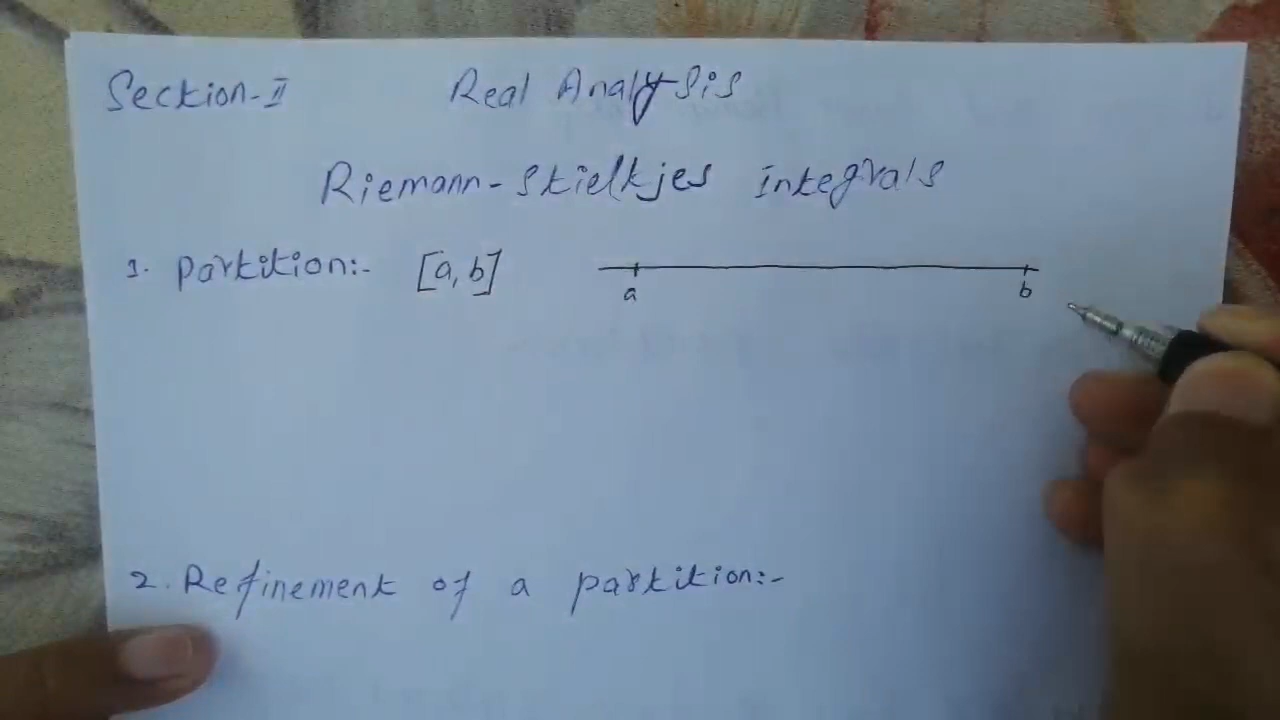 Section-II Real Analysis
Riemann-Stieltjes Integrals
1. Partition:- [a,b]
a b
2. Refinement of a partition:-